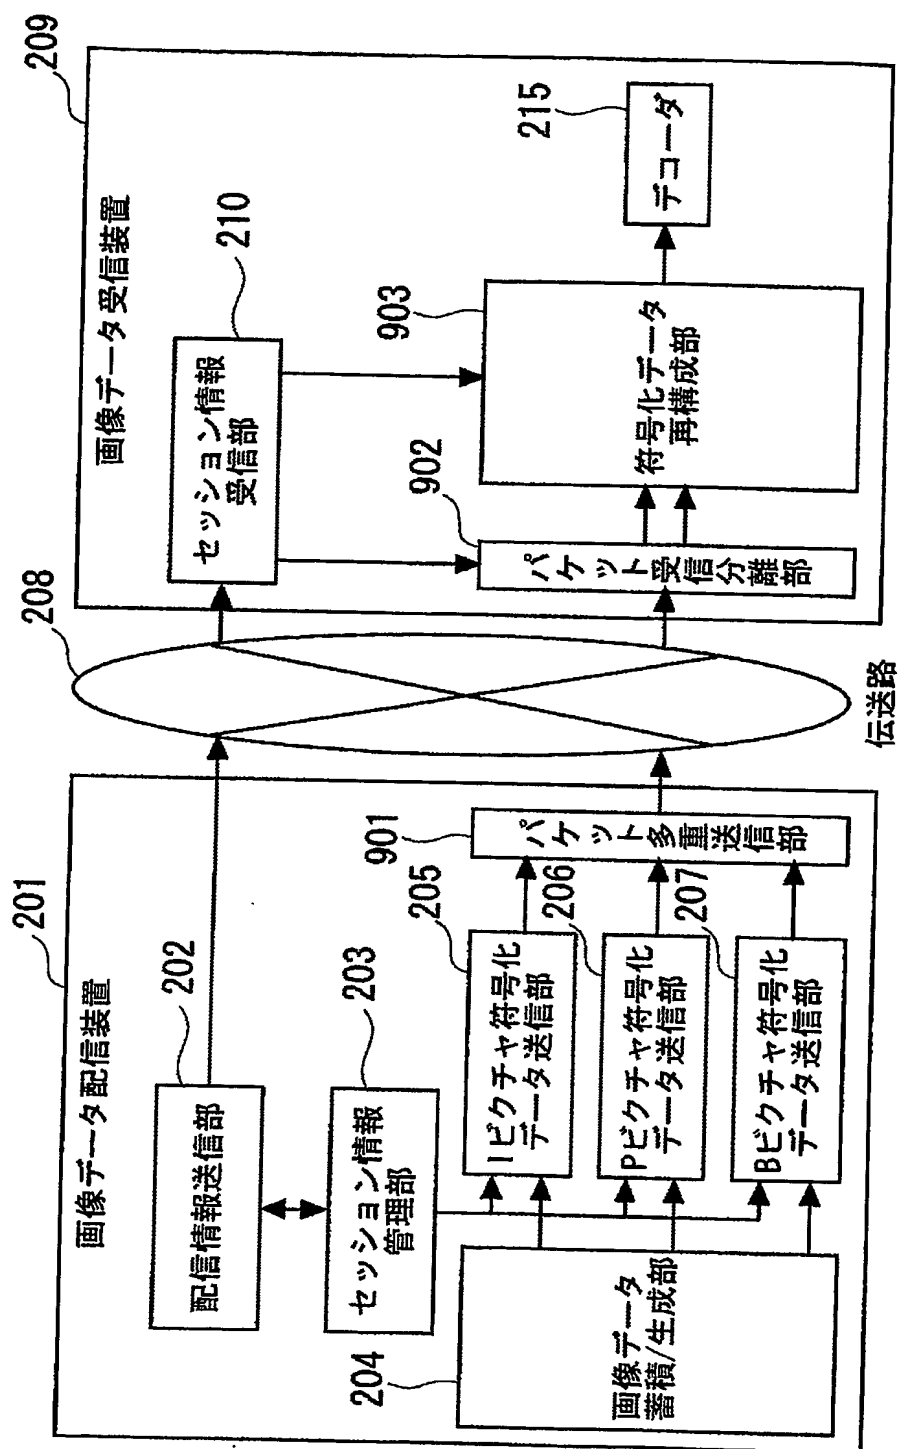 201
画像データ配信装置
202
配信情報送信部
203
セッション情報
管理部
204
画像データ
蓄積/生成部
205
Iピクチャ符号化
データ送信部
206
Pピクチャ符号化
データ送信部
207
Bピクチャ符号化
データ送信部
901
パケット多重送信部
208
伝送路
209
画像データ受信装置
210
セッション情報
受信部
902
パケット受信分離部
903
符号化データ
再構成部
215
デコーダ